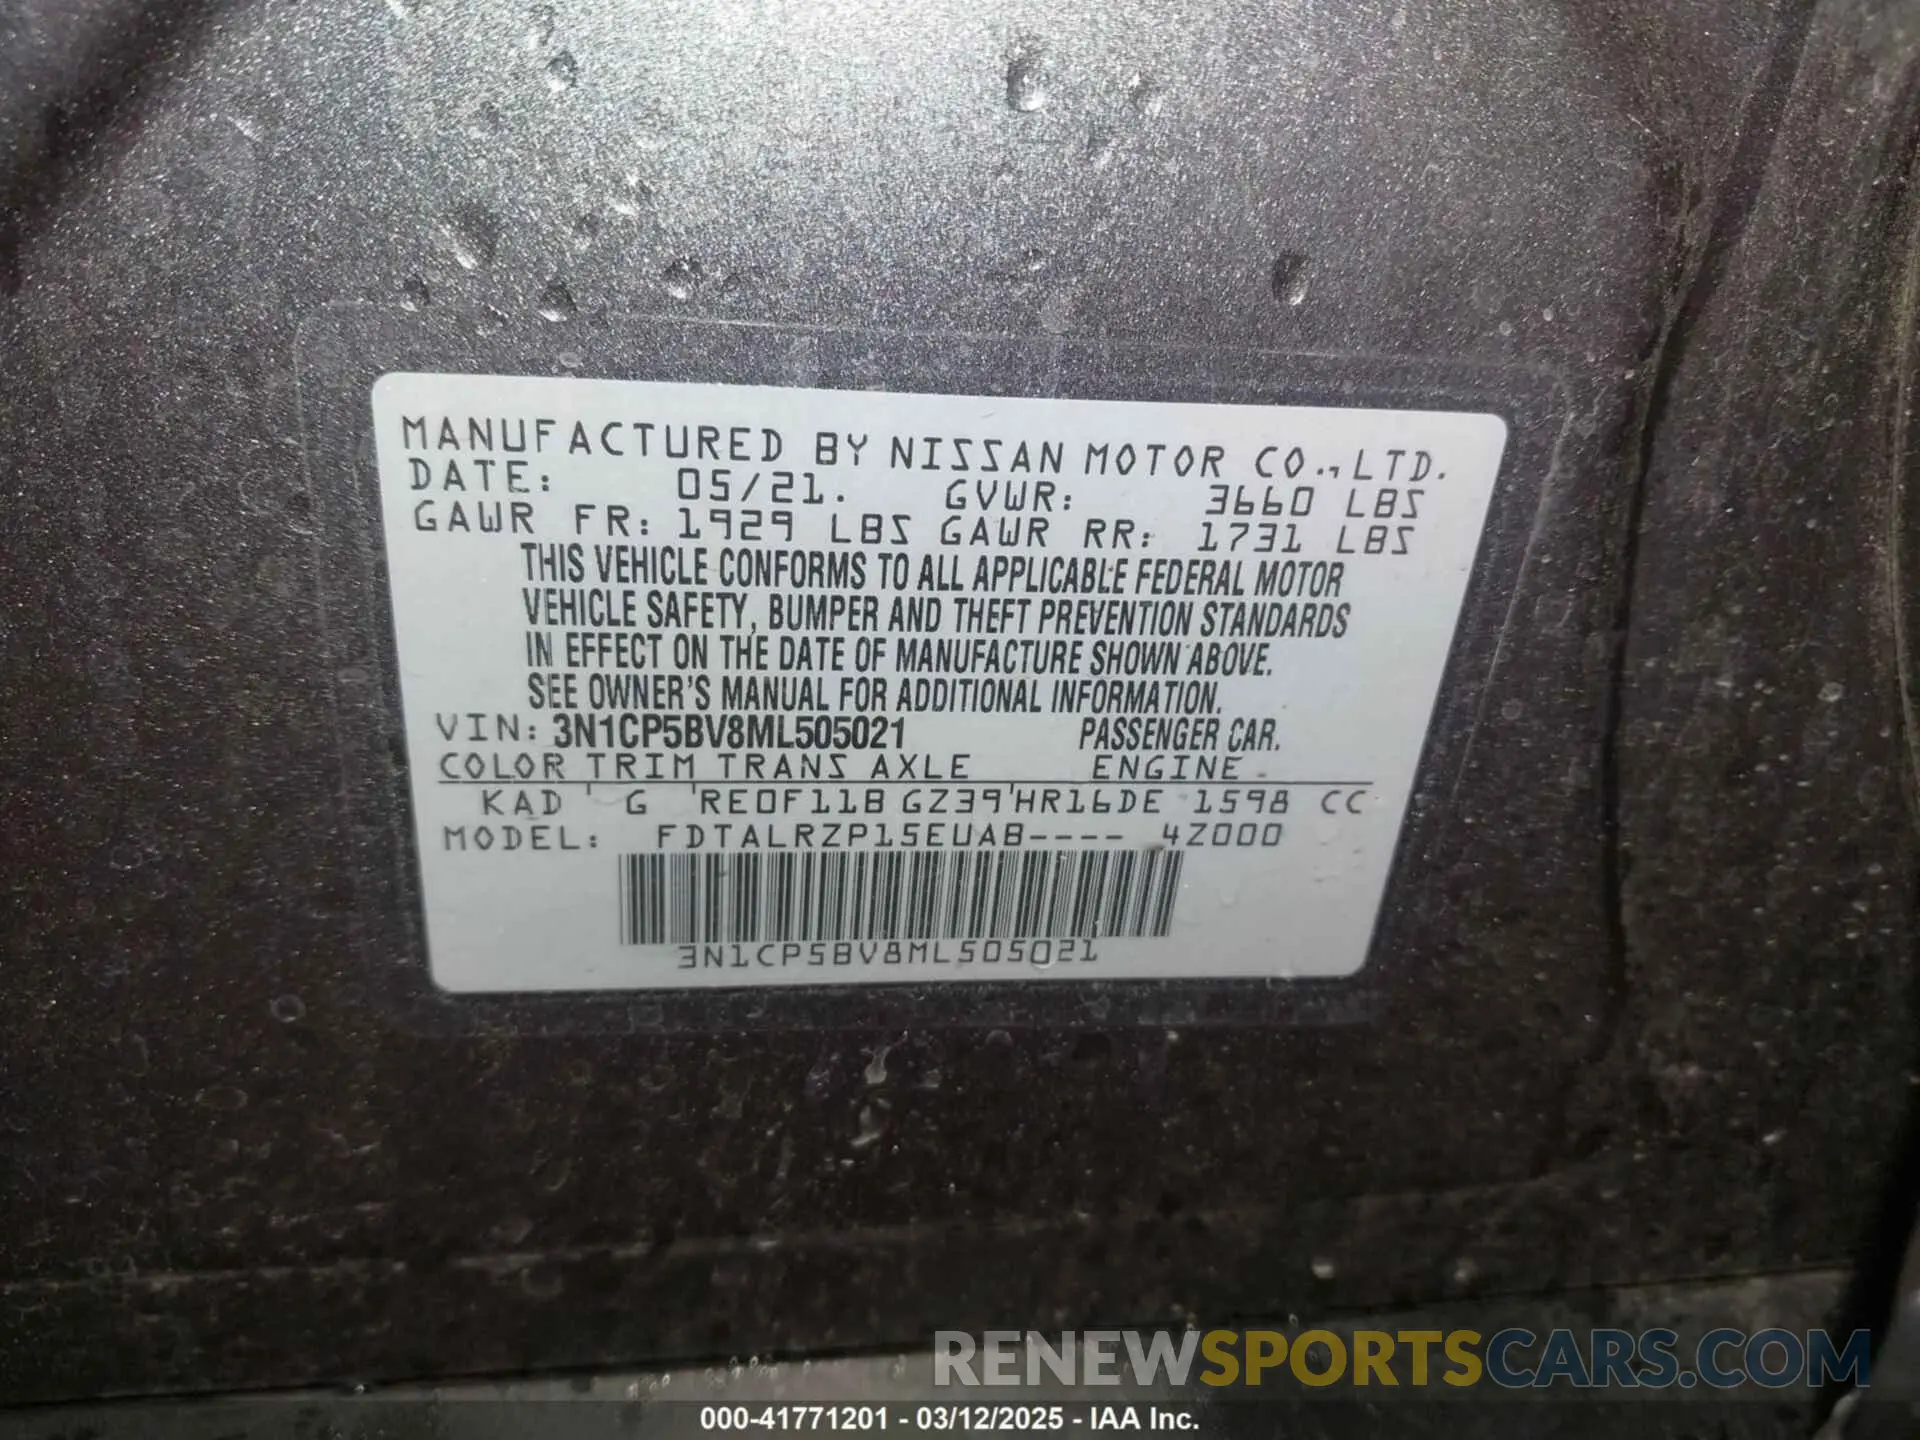 MANUFACTURED BY NISSAN MOTOR CO., LTD.
DATE: 05/21. GVWR: 3660 LBS
GAWR FR: 1929 LBS GAWR RR: 1731 LBS
THIS VEHICLE CONFORMS TO ALL APPLICABLE FEDERAL MOTOR
VEHICLE SAFETY, BUMPER AND THEFT PREVENTION STANDARDS
IN EFFECT ON THE DATE OF MANUFACTURE SHOWN ABOVE.
SEE OWNER'S MANUAL FOR ADDITIONAL INFORMATION.
VIN: 3N1CP5BV8ML505021 PASSENGER CAR.
COLOR TRIM TRANS AXLE ENGINE
KAD G RE0F11B GZ39 HR16DE 1598 CC
MODEL: FDTALRZP15EUAB---- 4Z000
3N1CP5BV8ML505021
RENEWSPORTSCARS.COM
000-41771201 - 03/12/2025 - IAA Inc.